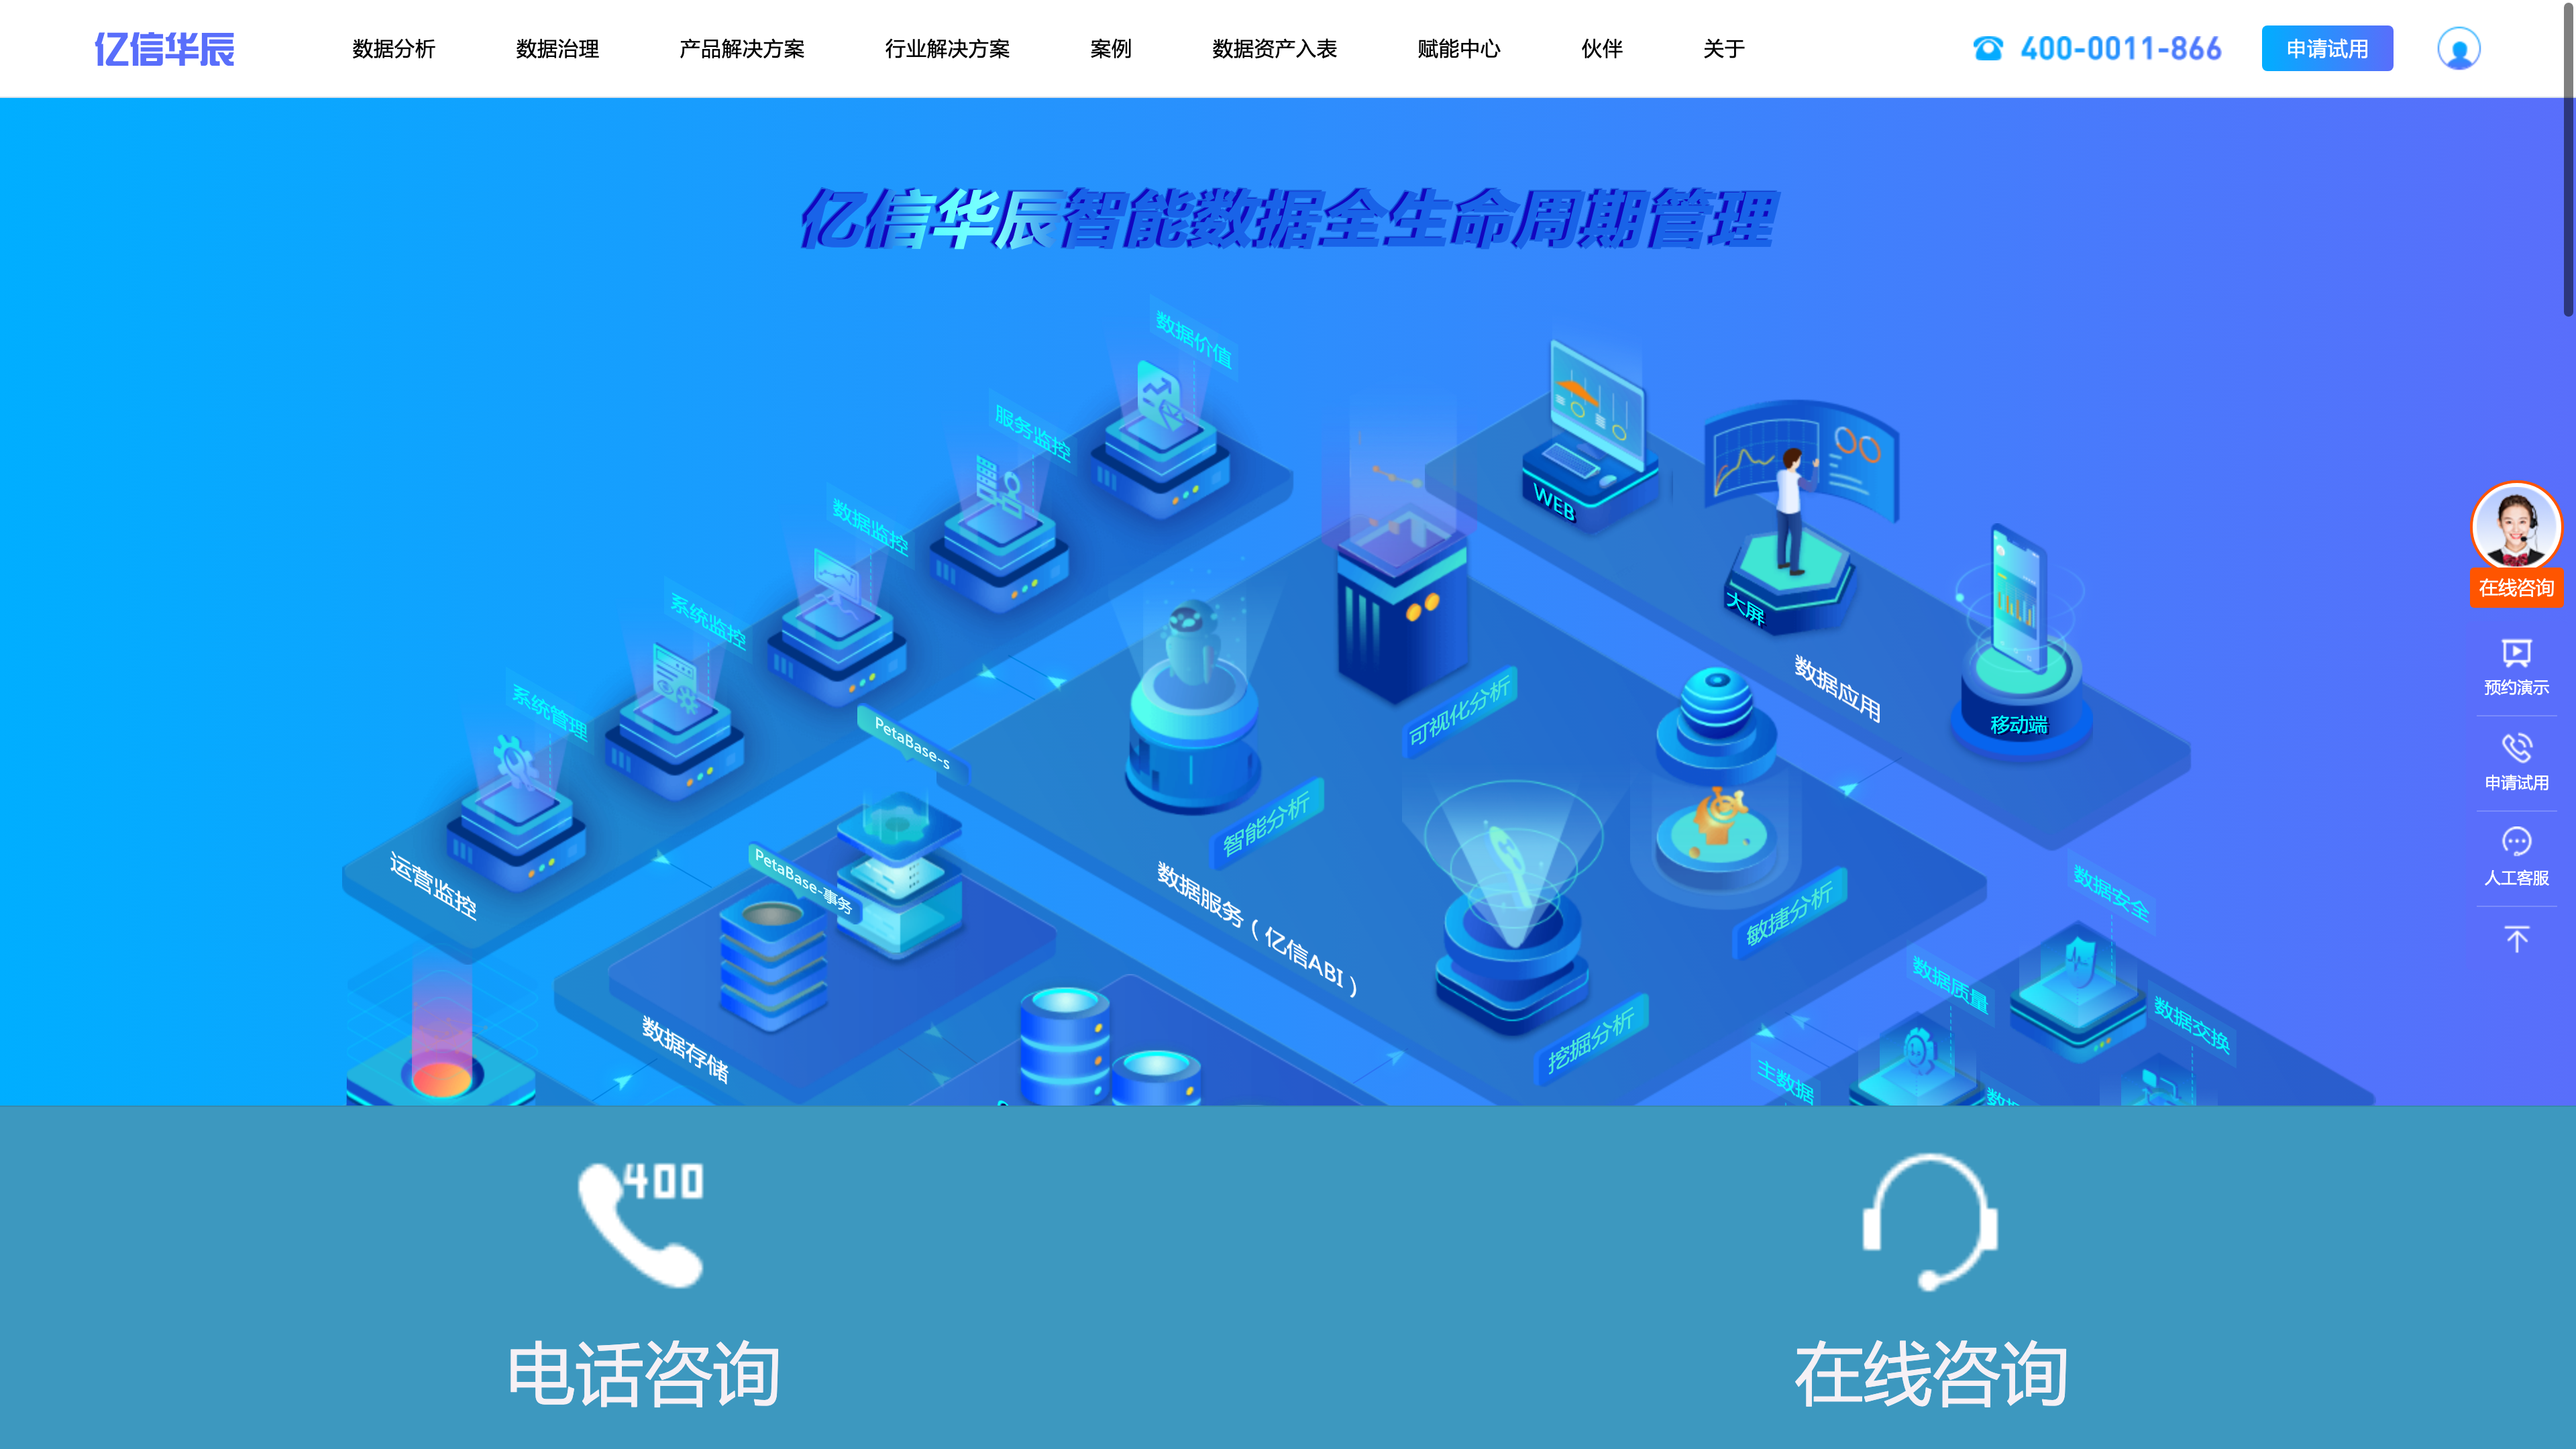 亿信华辰
数据分析
数据治理
产品解决方案
行业解决方案
案例
数据资产入表
赋能中心
伙伴
关于
400-0011-866
申请试用
亿信华辰智能数据全生命周期管理
数据价值
服务监控
数据监控
系统监控
系统管理
运营监控
WEB
大屏
移动端
数据应用
PetaBase-s
PetaBase-事务
数据存储
可视化分析
智能分析
数据服务（亿信ABI）
敏捷分析
挖掘分析
数据安全
数据质量
数据交换
主数据
在线咨询
预约演示
申请试用
人工客服
400
电话咨询
在线咨询